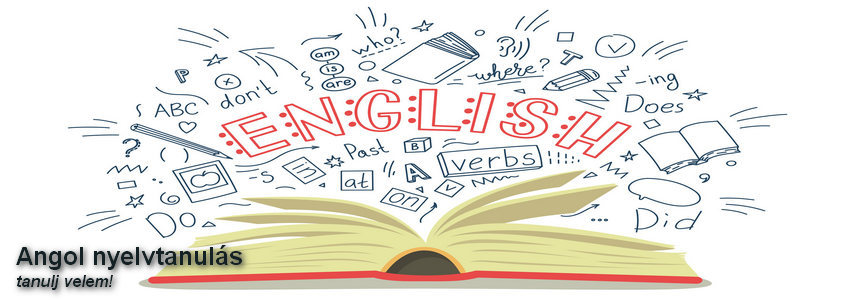 who?
am
is
are
where?
P
don't
-ing
ABC
Does
ENGLISH
?
Past
B
verbs
-s
in
at
A
on
Do
Did
...
Angol nyelvtanulás
tanulj velem!